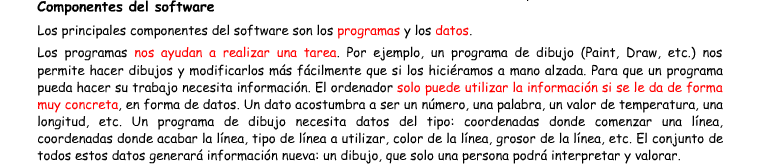 Componentes del software
Los principales componentes del software son los programas y los datos.
Los programas nos ayudan a realizar una tarea. Por ejemplo, un programa de dibujo (Paint, Draw, etc.) nos
permite hacer dibujos y modificarlos más fácilmente que si los hiciéramos a mano alzada. Para que un programa
pueda hacer su trabajo necesita información. El ordenador solo puede utilizar la información si se le da de forma
muy concreta, en forma de datos. Un dato acostumbra a ser un número, una palabra, un valor de temperatura, una
longitud, etc. Un programa de dibujo necesita datos del tipo: coordenadas donde comenzar una línea,
coordenadas donde acabar la línea, tipo de línea a utilizar, color de la línea, grosor de la línea, etc. El conjunto de
todos estos datos generará información nueva: un dibujo, que solo una persona podrá interpretar y valorar.